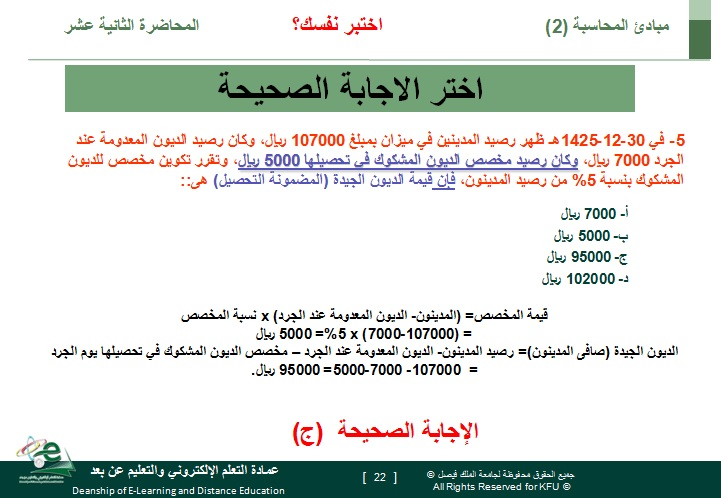 مبادئ المحاسبة (2)
اختبر نفسك؟
المحاضرة الثانية عشر
اختر الاجابة الصحيحة
5- في 30-12-1425هـ ظهر رصيد المدينين في ميزان بمبلغ 107000 ريال، وكان رصيد الديون المعدومة عند
الجرد 7000 ريال، وكان رصيد مخصص الديون المشكوك في تحصيلها 5000 ريال، وتقرر تكوين مخصص للديون
المشكوك بنسبة 5% من رصيد المدينون، فإن قيمة الديون الجيدة (المضمونة التحصيل) هى::
أ- 7000 ريال
ب- 5000 ريال
ج- 95000 ريال
د- 102000 ريال
قيمة المخصص= (المدينون- الديون المعدومة عند الجرد) x نسبة المخصص
= (107000-7000) x 5%= 5000 ريال
الديون الجيدة (صافى المدينون)= رصيد المدينون- الديون المعدومة عند الجرد – مخصص الديون المشكوك في تحصيلها يوم الجرد
= 107000- 7000-5000= 95000 ريال.
الإجابة الصحيحة (ج)
جميع الحقوق محفوظة لجامعة الملك فيصل ©
All Rights Reserved for KFU ©
[ 22 ]
عمادة التعلم الإلكتروني والتعليم عن بعد
Deanship of E-Learning and Distance Education